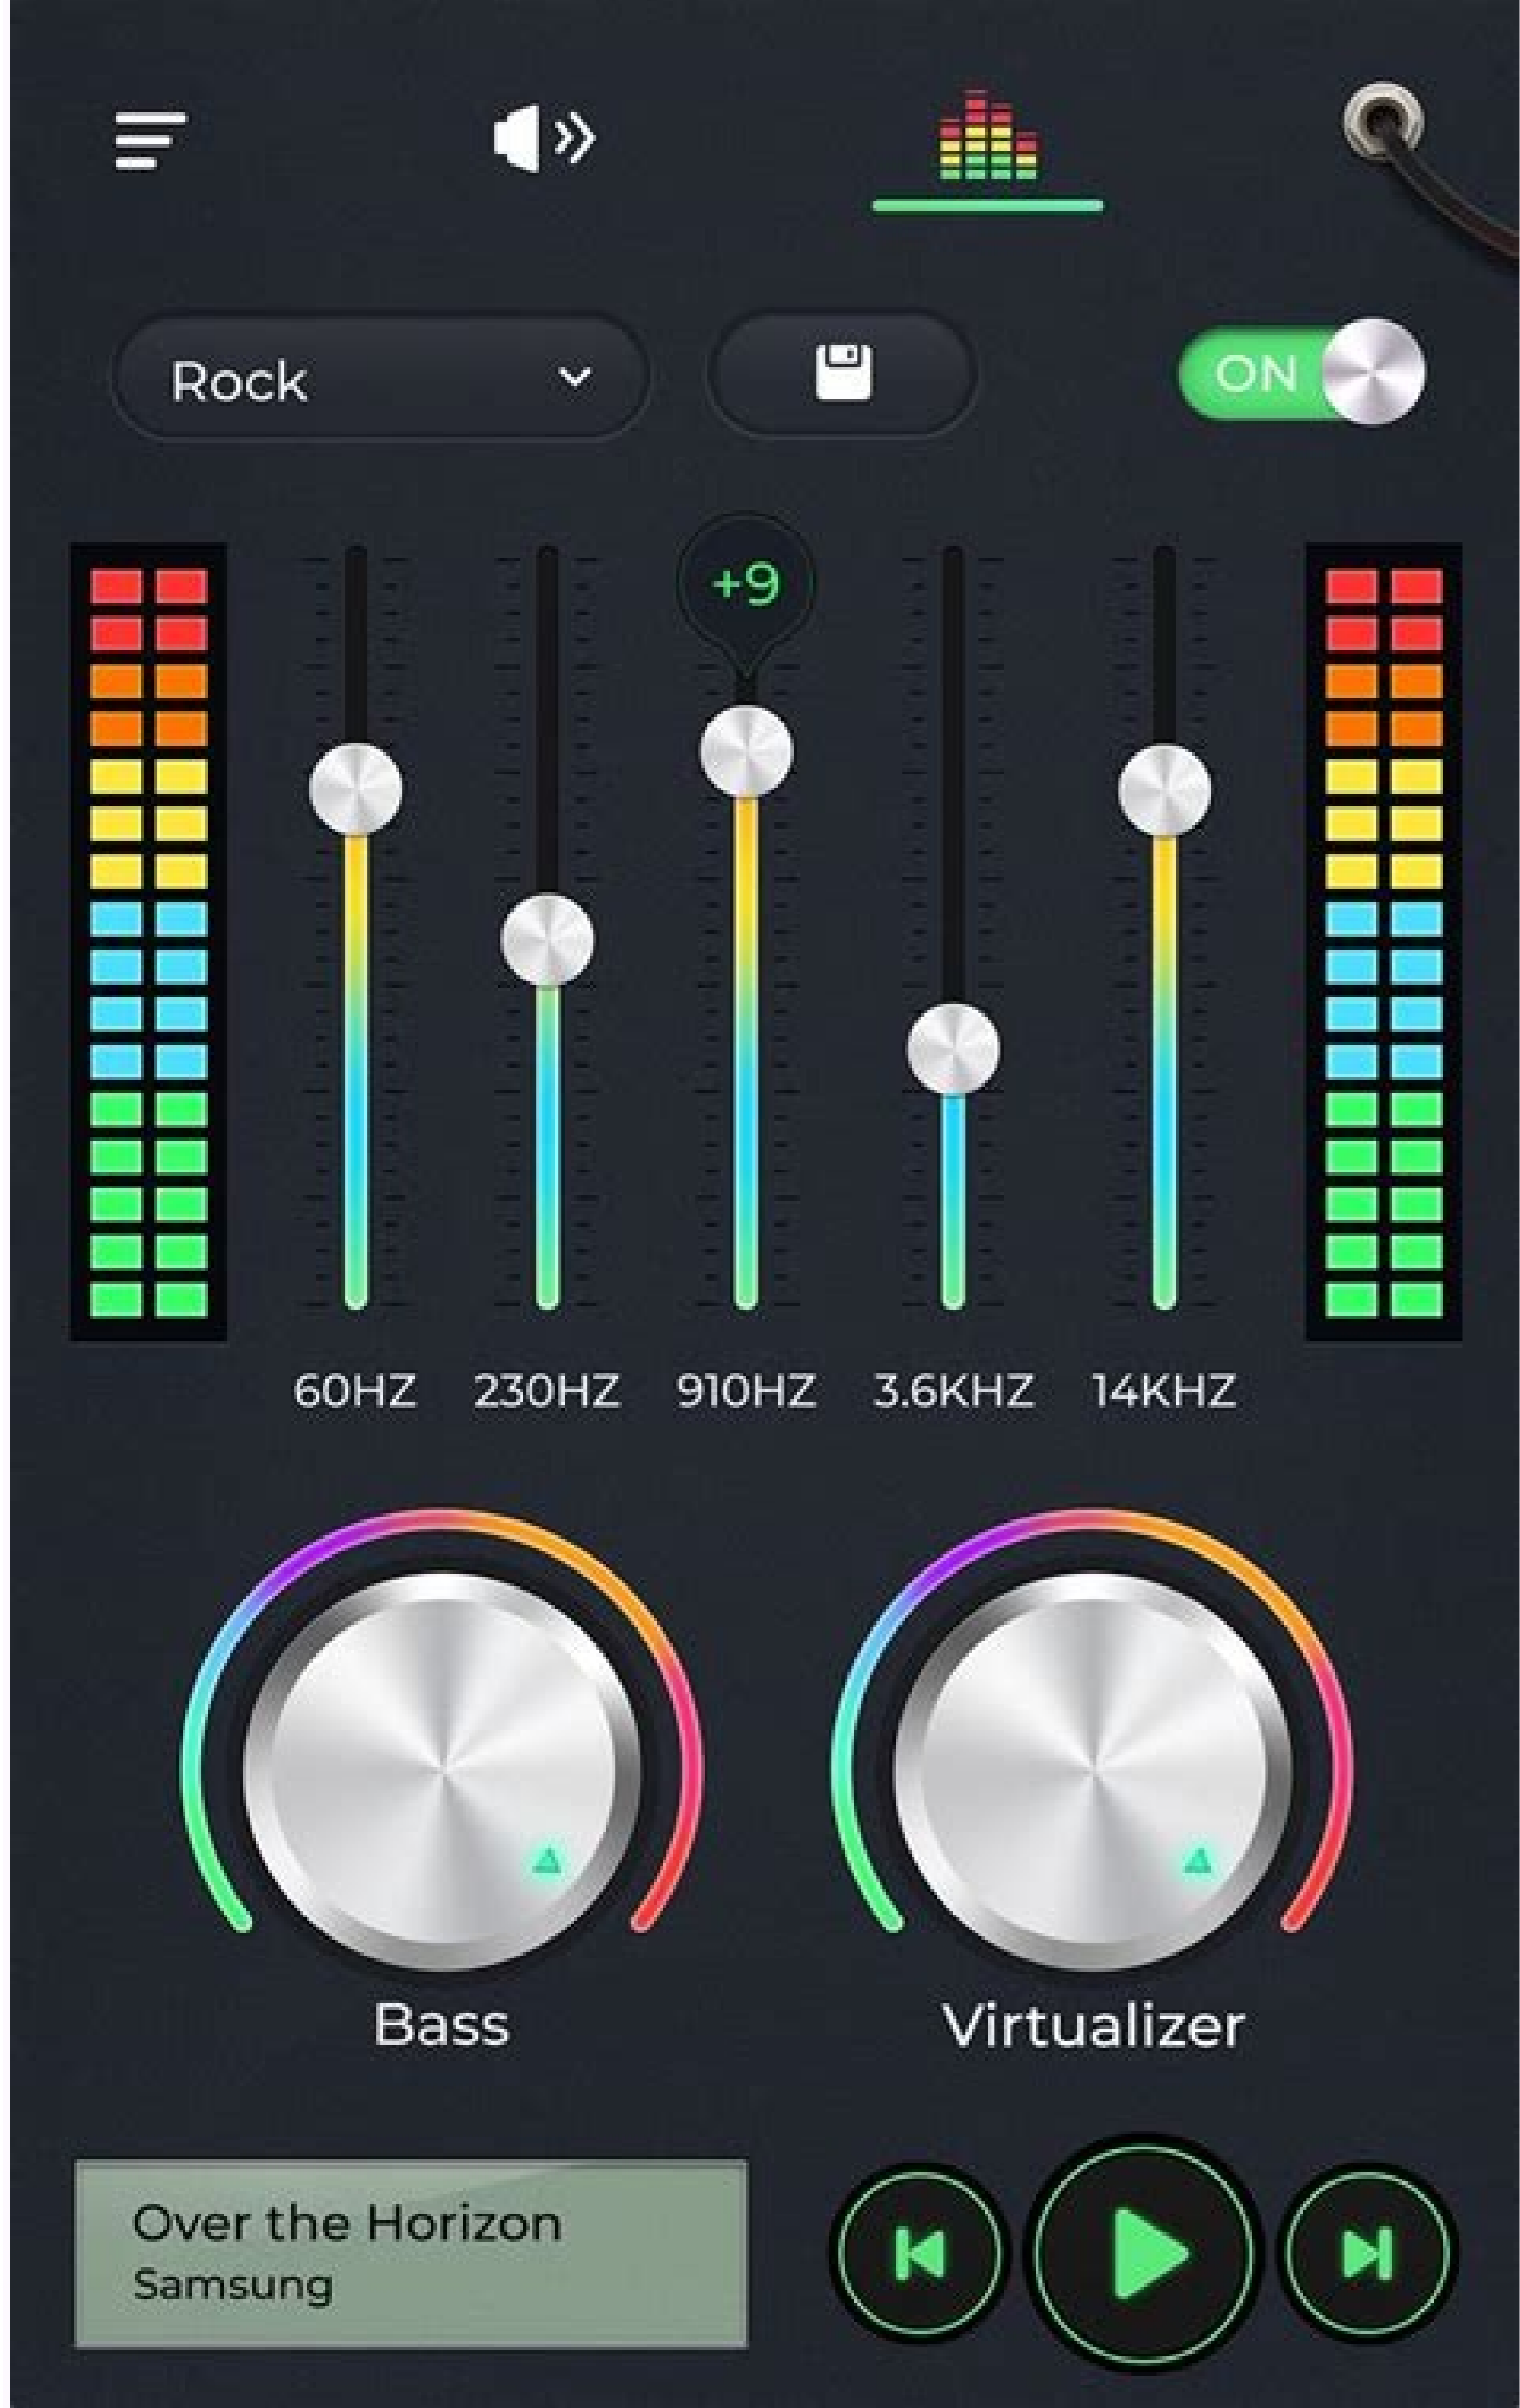 Rock
ON
+9
60HZ 230HZ 910HZ 3.6KHZ 14KHZ
Bass Virtualizer
Over the Horizon
Samsung